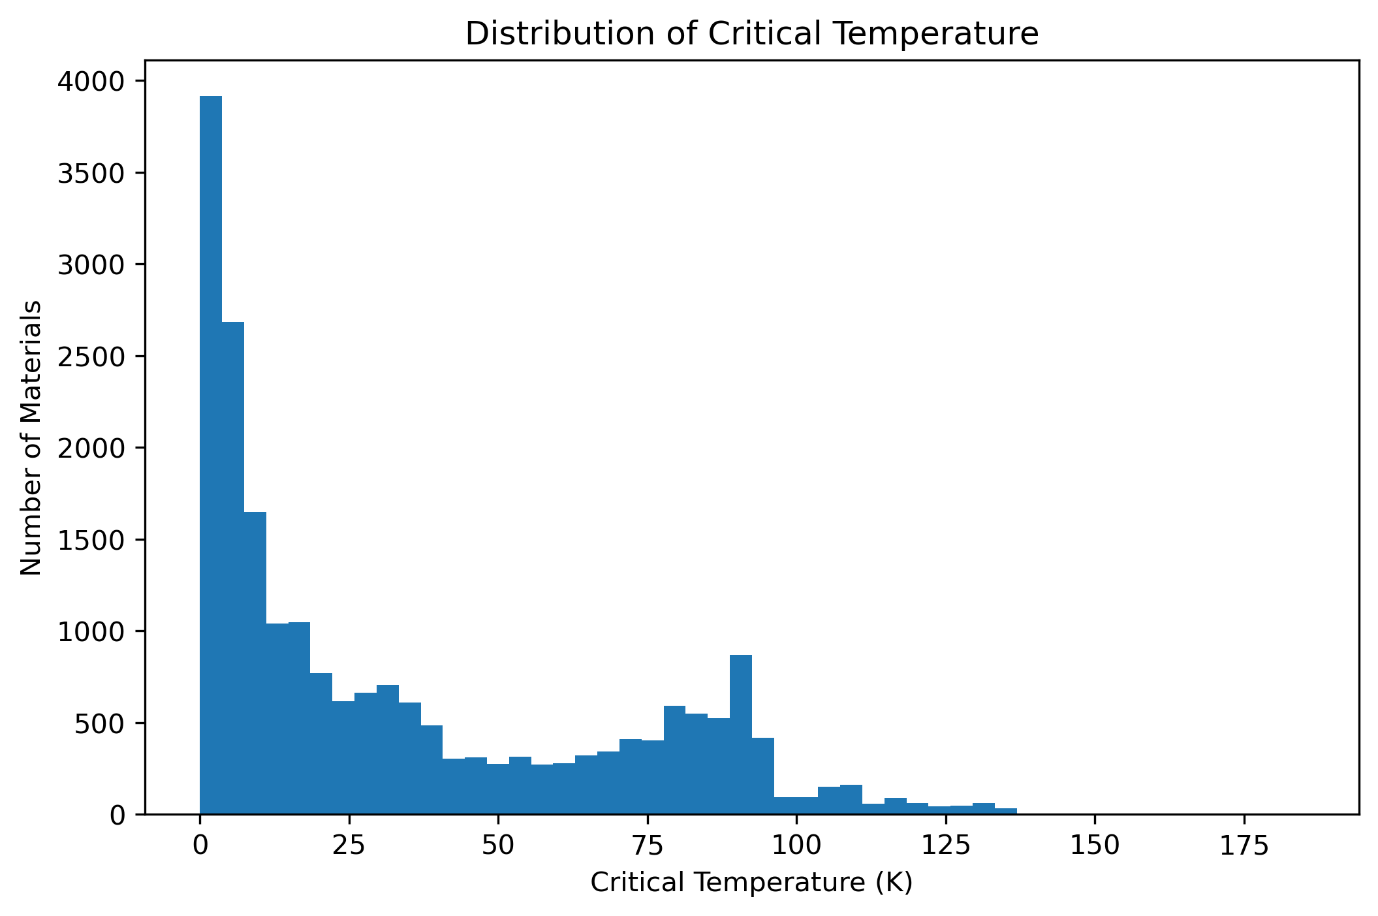 Distribution of Critical Temperature
4000
3500
3000
2500
2000
1500
1000
500
0
Number of Materials
0 25 50 75 100 125 150 175
Critical Temperature (K)